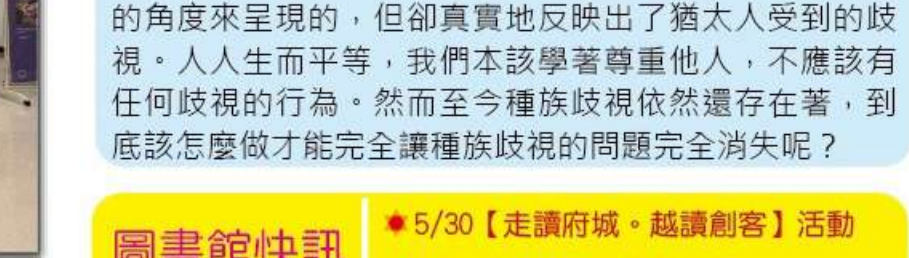 的角度來呈現的，但卻真實地反映出了猶太人受到的歧
視。人人生而平等，我們本該學著尊重他人，不應該有
任何歧視的行為。然而至今種族歧視依然還存在著，到
底該怎麼做才能完全讓種族歧視的問題完全消失呢？
圖書館快訊
✸5/30【走讀府城。越讀創客】活動